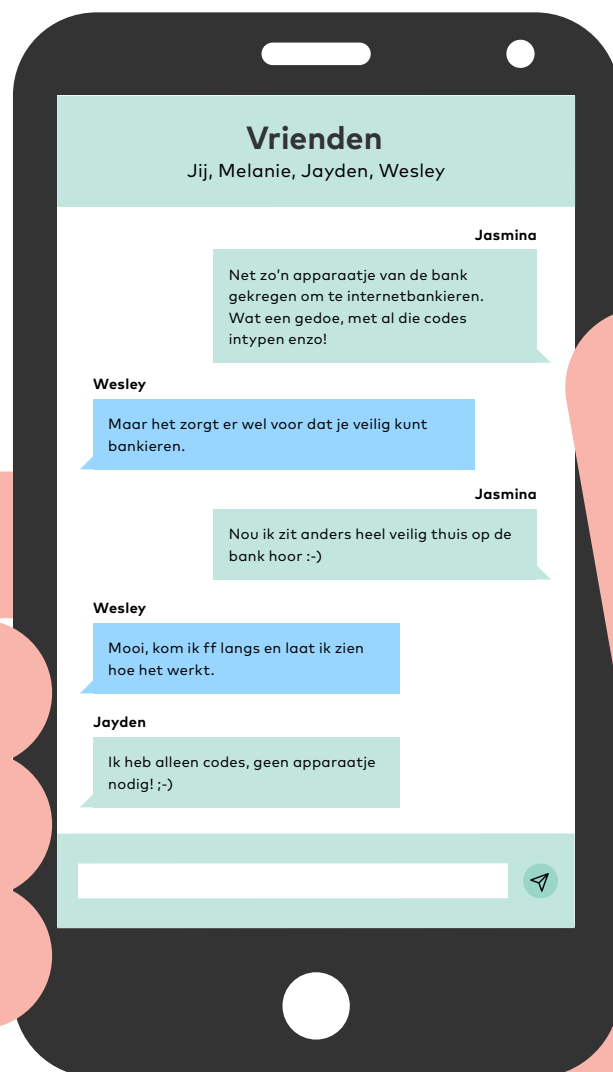 Vrienden
Jij, Melanie, Jayden, Wesley
Jasmina
Net zo’n apparaatje van de bank
gekregen om te internetbankieren.
Wat een gedoe, met al die codes
intypen enzo!
Wesley
Maar het zorgt er wel voor dat je veilig kunt
bankieren.
Jasmina
Nou ik zit anders heel veilig thuis op de
bank hoor :-)
Wesley
Mooi, kom ik ff langs en laat ik zien
hoe het werkt.
Jayden
Ik heb alleen codes, geen apparaatje
nodig! ;-)